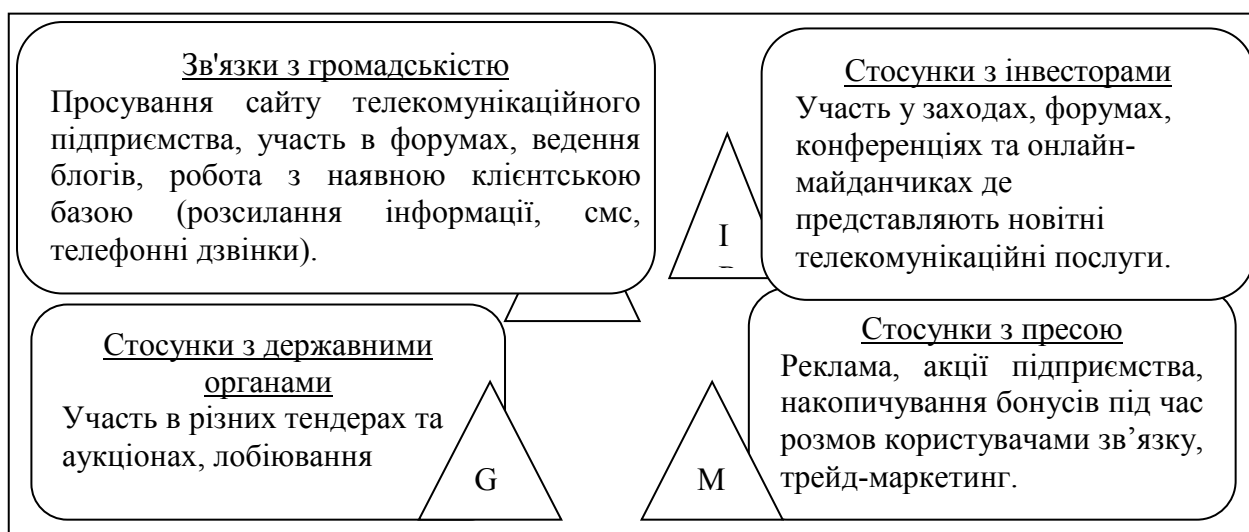 Зв'язки з громадськістю
Просування сайту телекомунікаційного
підприємства, участь в форумах, ведення
блогів, робота з наявною клієнтською
базою (розсилання інформації, смс,
телефонні дзвінки).
Стосунки з інвесторами
Участь у заходах, форумах,
конференціях та онлайн-
майданчиках де
представляють новітні
телекомунікаційні послуги.
I
Стосунки з державними
органами
Участь в різних тендерах та
аукціонах, лобіювання
G
Стосунки з пресою
Реклама, акції підприємства,
накопичування бонусів під час
розмов користувачами зв’язку,
трейд-маркетинг.
M